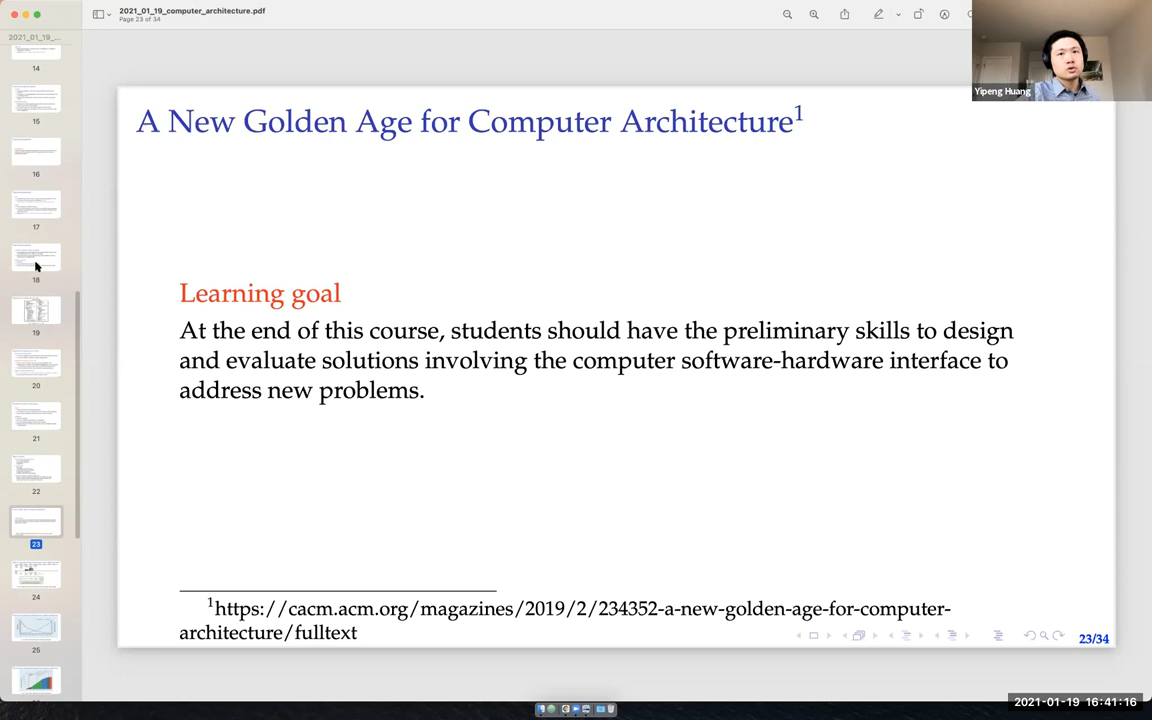 2021_01_19_computer_architecture.pdf
Page 23 of 34
2021_01_19_...
14
15
16
17
18
19
20
21
22
23
24
25
Yipeng Huang
A New Golden Age for Computer Architecture1
Learning goal
At the end of this course, students should have the preliminary skills to design
and evaluate solutions involving the computer software-hardware interface to
address new problems.
1https://cacm.acm.org/magazines/2019/2/234352-a-new-golden-age-for-computer-
architecture/fulltext
23/34
2021-01-19 16:41:16